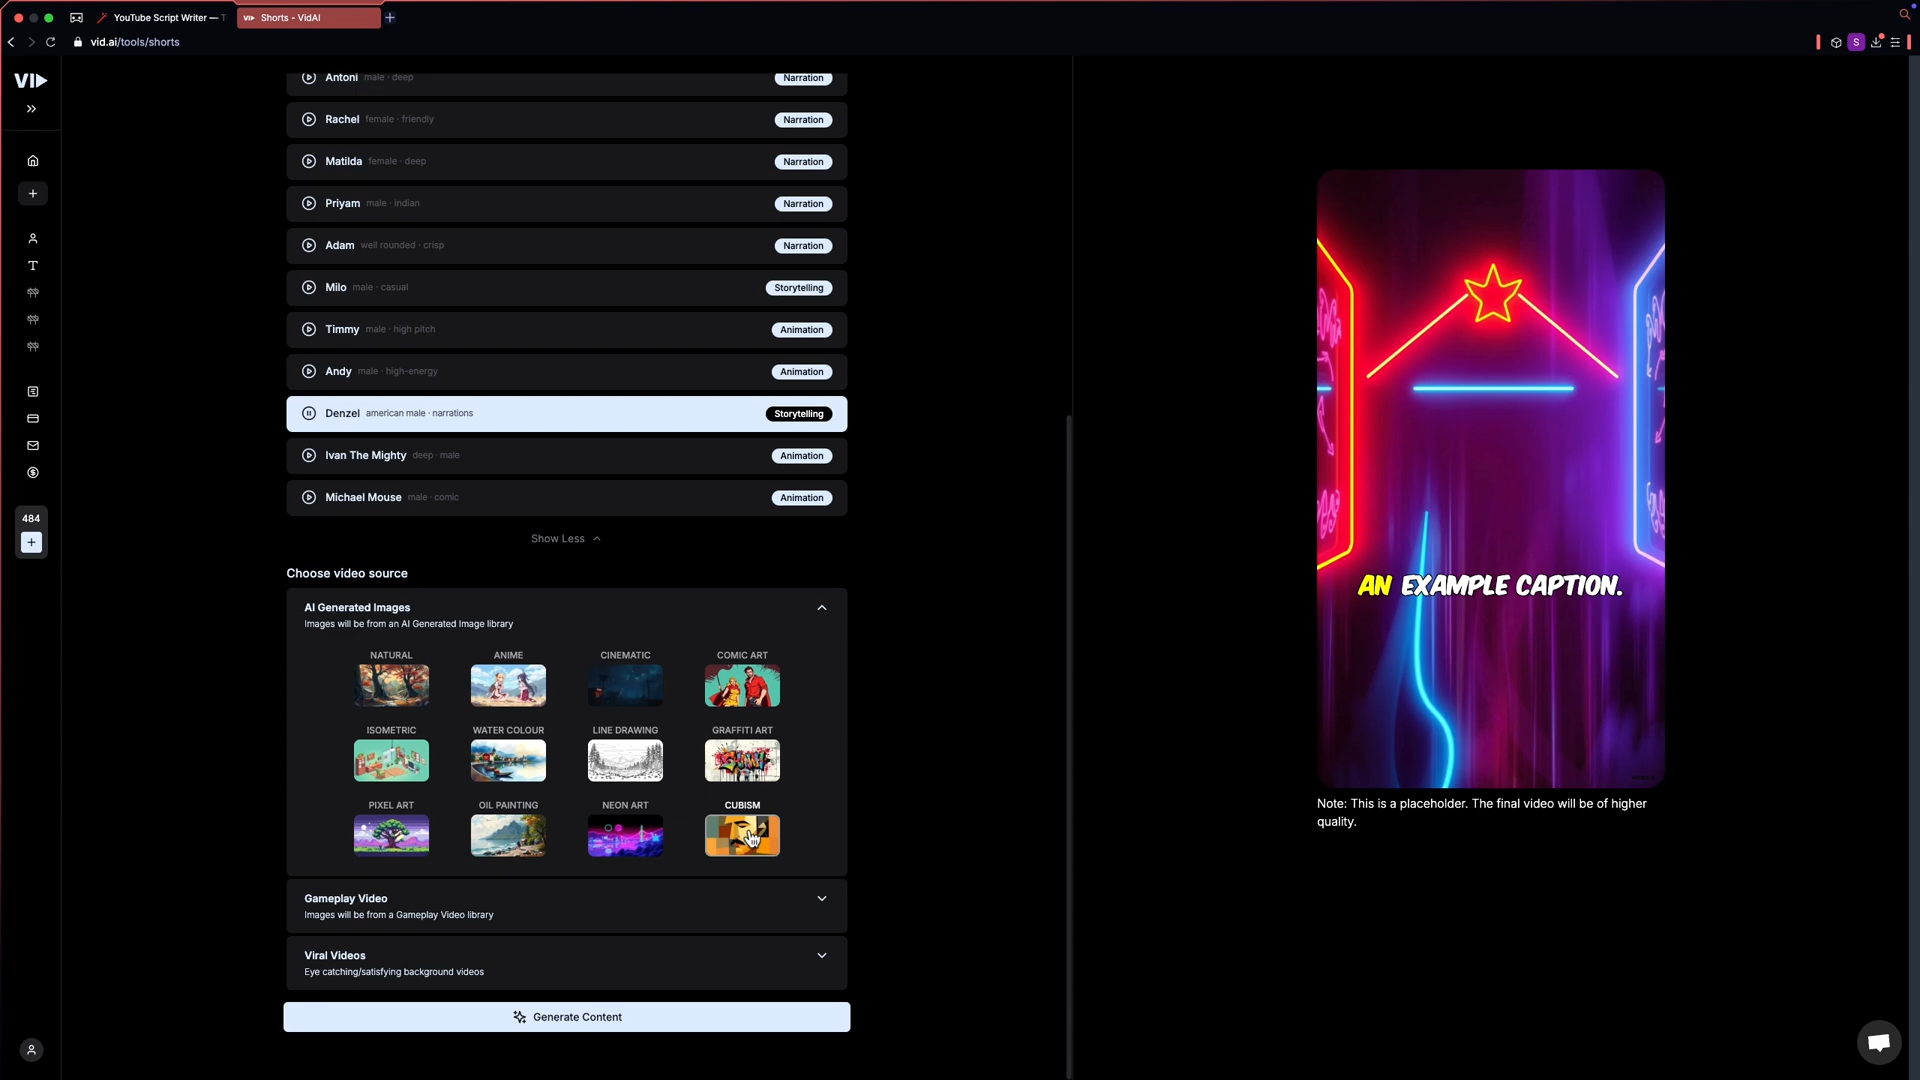 YouTube Script Writer —
VI▶ Shorts - VidAI
vid.ai/tools/shorts
S
VID
Antoni male · deep Narration
Rachel female · friendly Narration
Matilda female · deep Narration
Priyam male · indian Narration
Adam well rounded · crisp Narration
Milo male · casual Storytelling
Timmy male · high pitch Animation
Andy male · high-energy Animation
Denzel american male · narrations Storytelling
Ivan The Mighty deep · male Animation
Michael Mouse male · comic Animation
484
Show Less
Choose video source
AI Generated Images
Images will be from an AI Generated Image library
NATURAL ANIME CINEMATIC COMIC ART
ISOMETRIC WATER COLOUR LINE DRAWING GRAFFITI ART
PIXEL ART OIL PAINTING NEON ART CUBISM
Gameplay Video
Images will be from a Gameplay Video library
Viral Videos
Eye catching/satisfying background videos
Generate Content
AN EXAMPLE CAPTION.
Note: This is a placeholder. The final video will be of higher
quality.